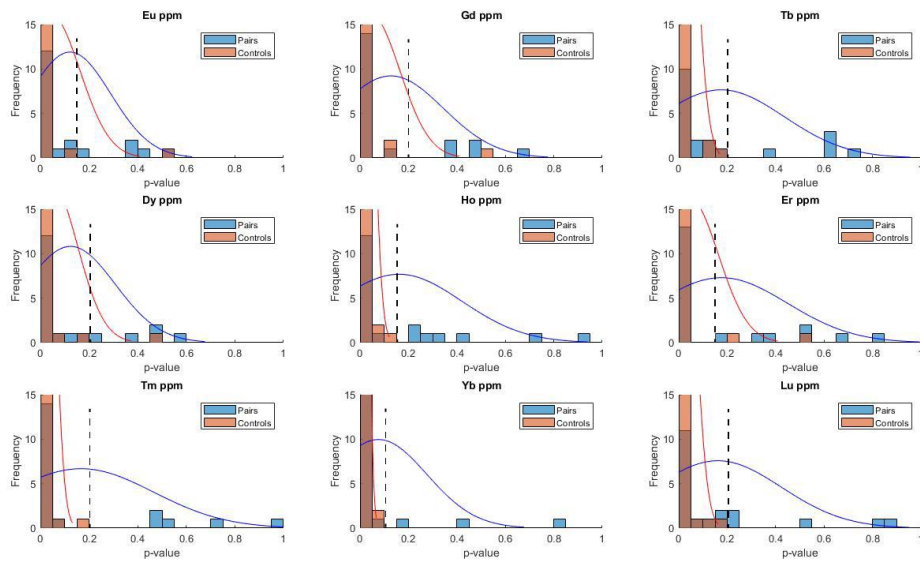 Eu ppm
15
10
5
0
Frequency
Pairs
Controls
0 0.2 0.4 0.6 0.8 1
p-value
Gd ppm
15
10
5
0
Frequency
Pairs
Controls
0 0.2 0.4 0.6 0.8 1
p-value
Tb ppm
15
10
5
0
Frequency
Pairs
Controls
0 0.2 0.4 0.6 0.8 1
p-value
Dy ppm
15
10
5
0
Frequency
Pairs
Controls
0 0.2 0.4 0.6 0.8 1
p-value
Ho ppm
15
10
5
0
Frequency
Pairs
Controls
0 0.2 0.4 0.6 0.8 1
p-value
Er ppm
15
10
5
0
Frequency
Pairs
Controls
0 0.2 0.4 0.6 0.8 1
p-value
Tm ppm
15
10
5
0
Frequency
Pairs
Controls
0 0.2 0.4 0.6 0.8 1
p-value
Yb ppm
15
10
5
0
Frequency
Pairs
Controls
0 0.2 0.4 0.6 0.8 1
p-value
Lu ppm
15
10
5
0
Frequency
Pairs
Controls
0 0.2 0.4 0.6 0.8 1
p-value